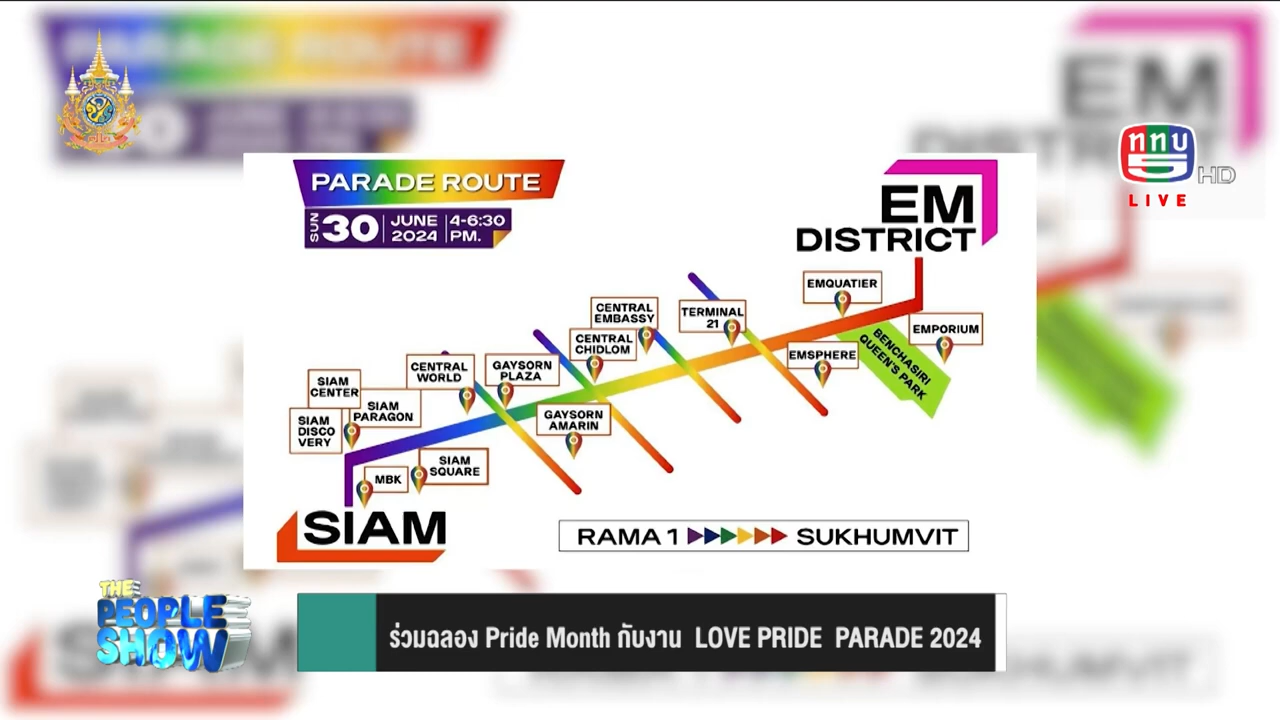 PARADE ROUTE
SUN 30 JUNE 2024 4-6:30 PM.
EM
DISTRICT
ททบ
5 HD
LIVE
EMQUATIER
CENTRAL
EMBASSY
TERMINAL
21
EMPORIUM
CENTRAL
CHIDLOM
EMSPHERE
BENCHASIRI
QUEEN'S PARK
CENTRAL
WORLD
GAYSORN
PLAZA
SIAM
CENTER
SIAM
PARAGON
SIAM
DISCO
VERY
GAYSORN
AMARIN
SIAM
SQUARE
MBK
SIAM
RAMA 1 SUKHUMVIT
THE
PEOPLE
SHOW
ร่วมฉลอง Pride Month กับงาน LOVE PRIDE PARADE 2024